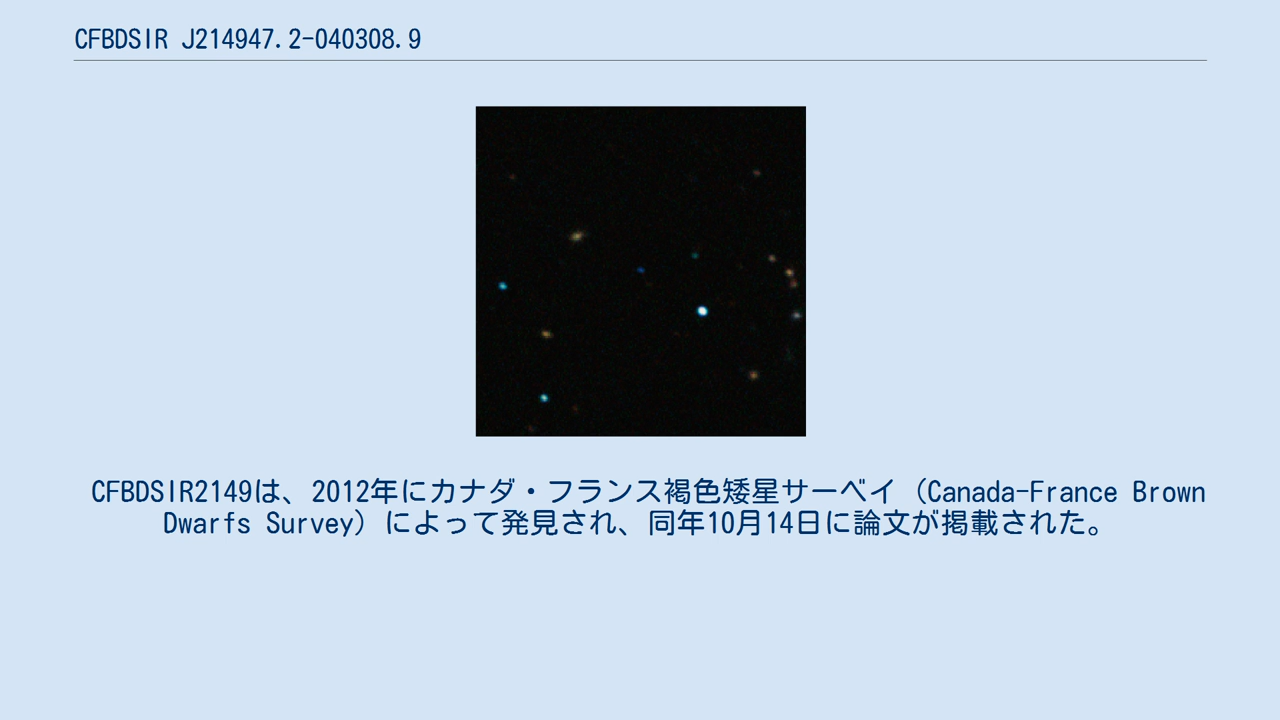 CFBDSIR J214947.2-040308.9
CFBDSIR2149は、2012年にカナダ・フランス褐色矮星サーベイ（Canada-France Brown
Dwarfs Survey）によって発見され、同年10月14日に論文が掲載された。